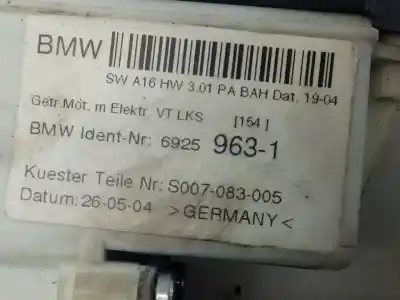 BMW
SW A16 HW 3.01 PA BAH Dat. 19-04
Getr.Mot. m Elektr. VT LKS [154]
BMW Ident-Nr: 6925 963-1
Kuester Teile Nr: S007-083-005
Datum: 26-05-04 >GERMANY<